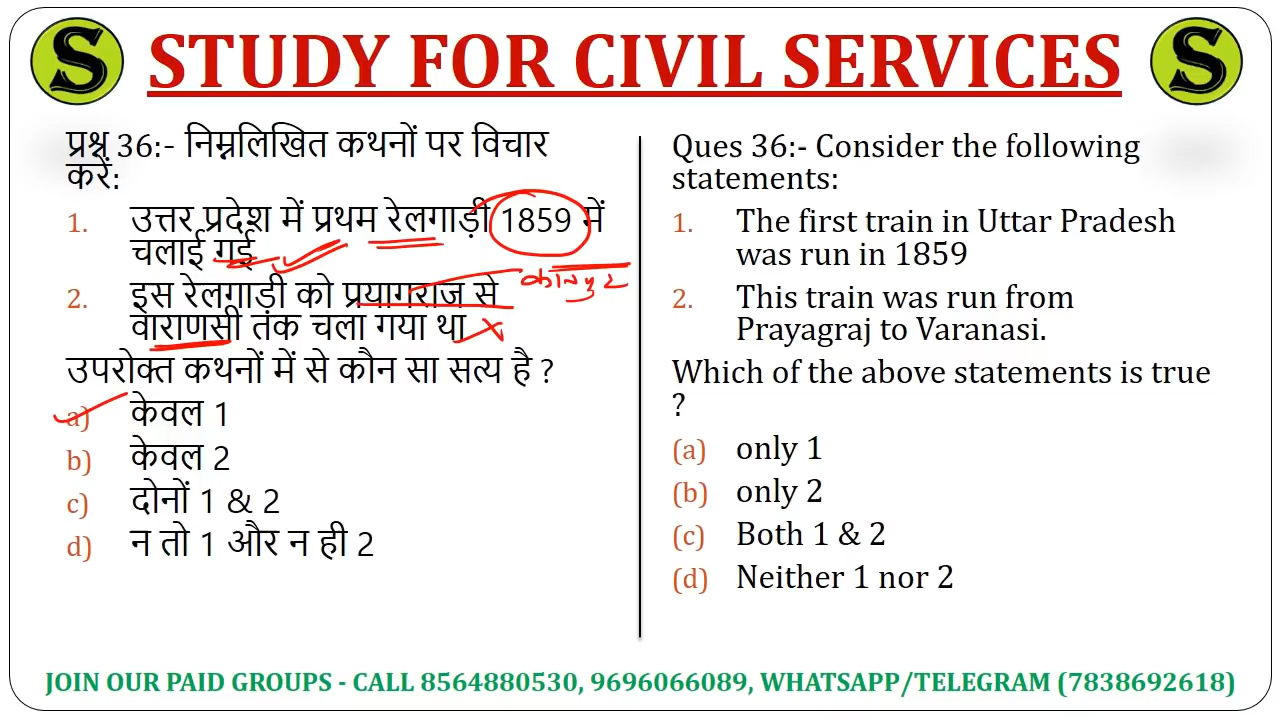 S
STUDY FOR CIVIL SERVICES
S
प्रश्न 36:- निम्नलिखित कथनों पर विचार
करें:
1. उत्तर प्रदेश में प्रथम रेलगाड़ी 1859 में
चलाई गई
कानपुर
2. इस रेलगाड़ी को प्रयागराज से
वाराणसी तक चला गया था
उपरोक्त कथनों में से कौन सा सत्य है ?
a) केवल 1
b) केवल 2
c) दोनों 1 & 2
d) न तो 1 और न ही 2
Ques 36:- Consider the following
statements:
1. The first train in Uttar Pradesh
was run in 1859
2. This train was run from
Prayagraj to Varanasi.
Which of the above statements is true
?
(a) only 1
(b) only 2
(c) Both 1 & 2
(d) Neither 1 nor 2
JOIN OUR PAID GROUPS - CALL 8564880530, 9696066089, WHATSAPP/TELEGRAM (7838692618)